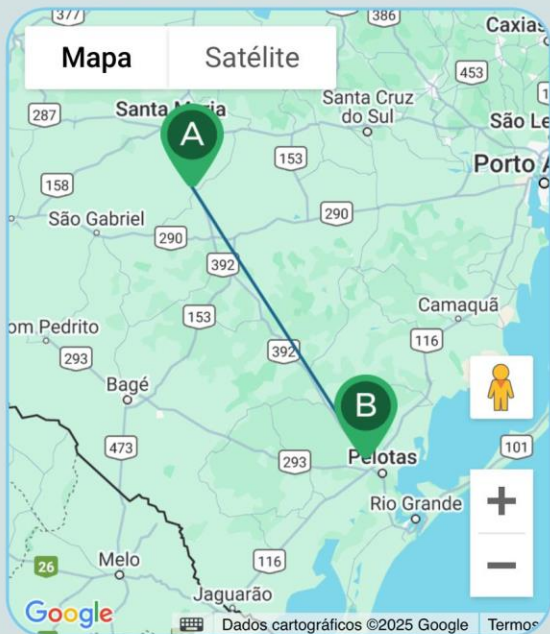 377
386
Caxias
Mapa
Satélite
453
287
Santa Maria
Santa Cruz
do Sul
São Le
A
153
Porto A
158
São Gabriel
290
290
392
Camaquã
153
om Pedrito
116
392
293
Bagé
B
473
293
Pelotas
101
Rio Grande
+
26
Melo
116
−
Jaguarão
Google
Dados cartográficos ©2025 Google
Termos